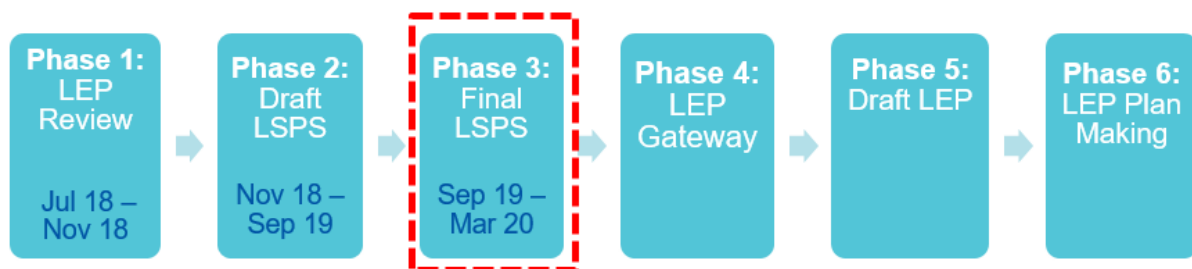 Phase 1:
LEP
Review
Jul 18 –
Nov 18
Phase 2:
Draft
LSPS
Nov 18 –
Sep 19
Phase 3:
Final
LSPS
Sep 19 –
Mar 20
Phase 4:
LEP
Gateway
Phase 5:
Draft LEP
Phase 6:
LEP Plan
Making